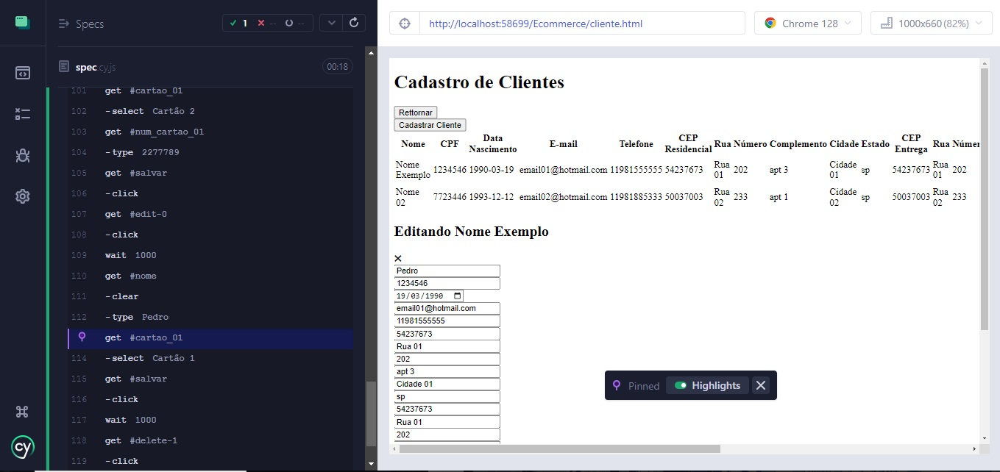 Specs
1
--
--
http://localhost:58699/Ecommerce/cliente.html
Chrome 128
1000x660 (82%)
spec.cy.js
00:18
101 get #cartao_01
102 -select Cartão 2
103 get #num_cartao_01
104 -type 2277789
105 get #salvar
106 -click
107 get #edit-0
108 -click
109 wait 1000
110 get #nome
111 -clear
112 -type Pedro
get #cartao_01
114 -select Cartão 1
115 get #salvar
116 -click
117 wait 1000
118 get #delete-1
119 -click
cy
Cadastro de Clientes
Rettornar
Cadastrar Cliente
Nome CPF Data Nascimento E-mail Telefone CEP Residencial Rua Número Complemento Cidade Estado CEP Entrega Rua Númer
Nome Exemplo 1234546 1990-03-19 email01@hotmail.com 11981555555 54237673 Rua 01 202 apt 3 Cidade 01 sp 54237673 Rua 01 202
Nome 02 7723446 1993-12-12 email02@hotmail.com 11981885333 50037003 Rua 02 233 apt 1 Cidade 02 sp 50037003 Rua 02 233
Editando Nome Exemplo
Pedro
1234546
19/03/1990
email01@hotmail.com
11981555555
54237673
Rua 01
202
apt 3
Cidade 01
sp
54237673
Rua 01
202
Pinned Highlights